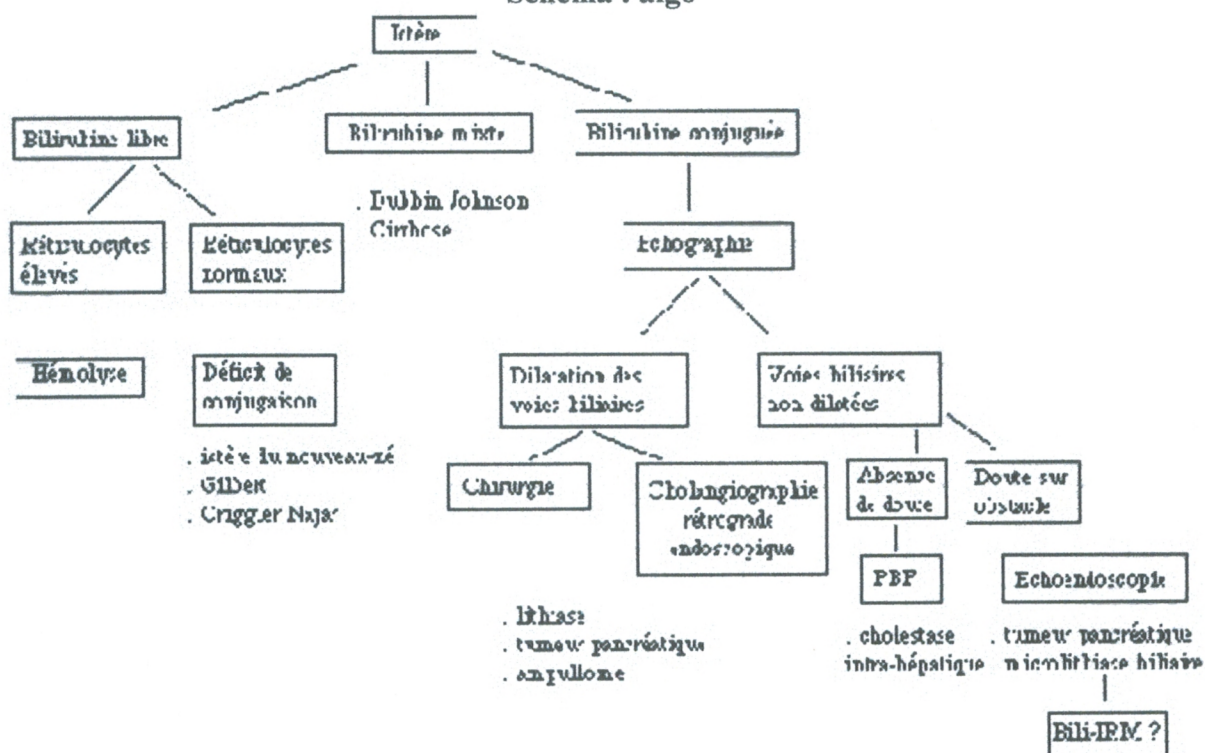 Ictère
Bilirubine libre
Bilirubine mixte
Bilirubine conjuguée
. Dubbin Johnson
Cirrhose
Réticulocytes
élevés
Réticulocytes
normaux
Echographie
Hémolyse
Déficit de
conjugaison
Dilatation des
voies biliaires
Voies biliaires
non dilatées
. ictère du nouveau-né
. Gilbert
. Criggler Najar
Chirurgie
Cholangiographie
rétrograde
endoscopique
Absence
de doute
Doute sur
obstacle
PBF
Echoendoscopie
. lithiase
. tumeur pancréatique
. ampullome
. cholestase
intra-hépatique
. tumeur pancréatique
microlithiase biliaire
Bili-IRM ?